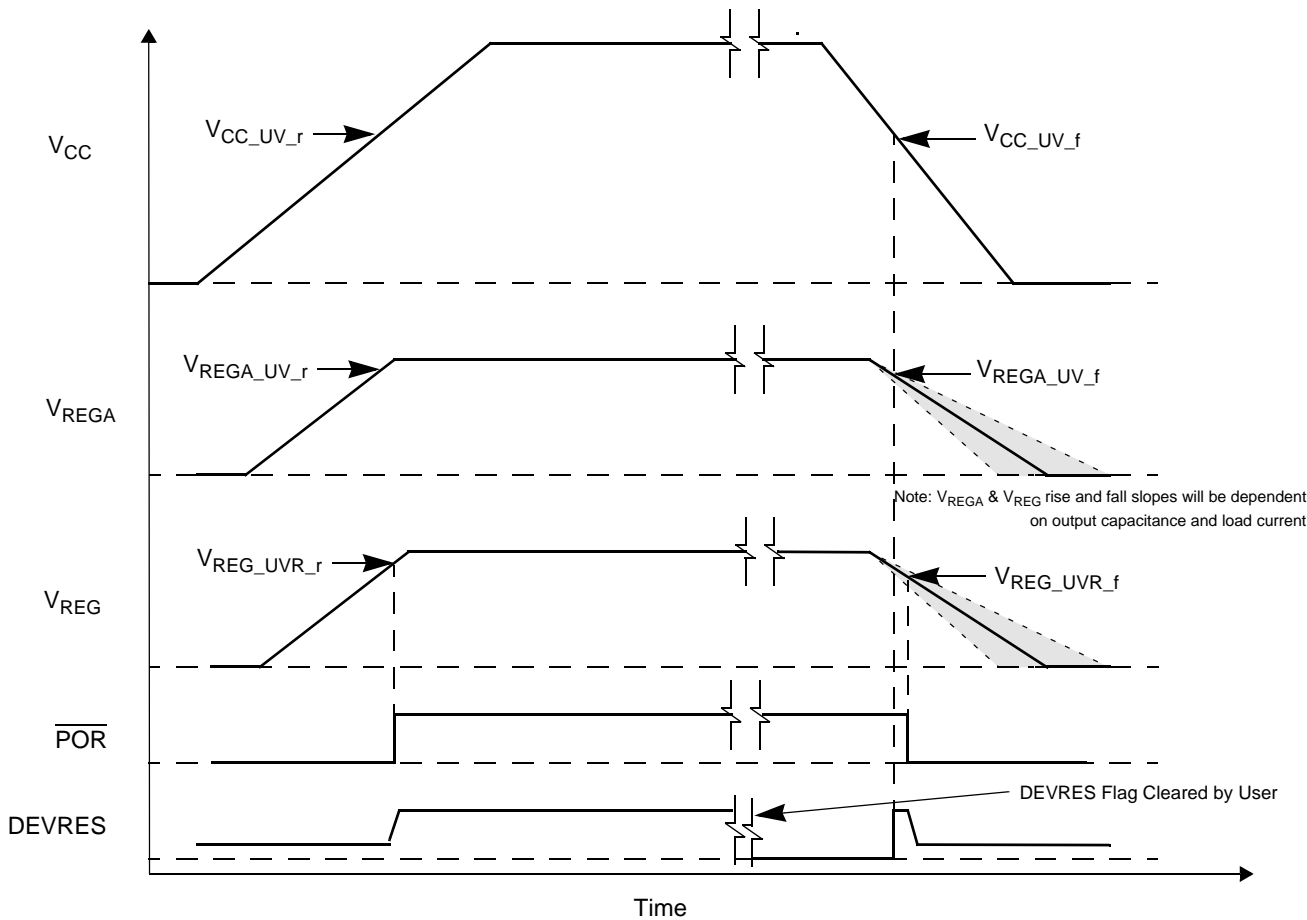 VCC
VCC_UV_r
VCC_UV_f
VREGA
VREGA_UV_r
VREGA_UV_f
Note: VREGA & VREG rise and fall slopes will be dependent
on output capacitance and load current
VREG
VREG_UVR_r
VREG_UVR_f
POR
DEVRES
DEVRES Flag Cleared by User
Time